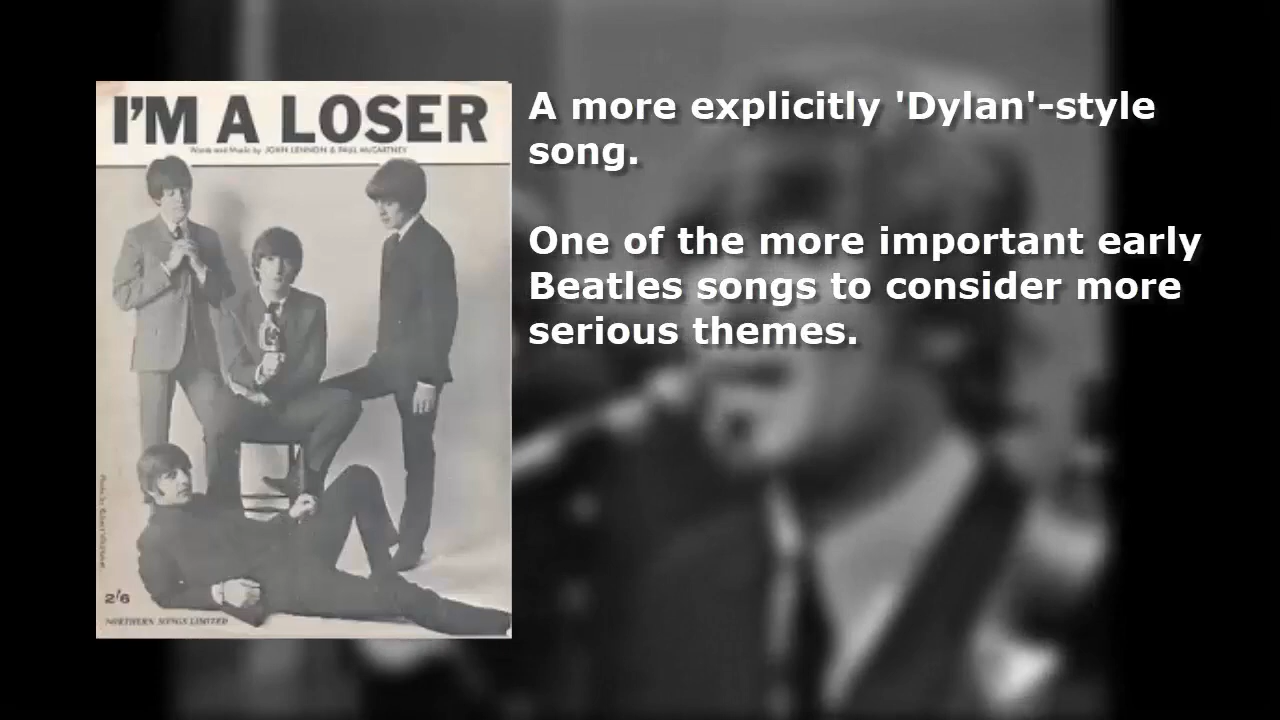 I'M A LOSER
Words and Music by JOHN LENNON & PAUL McCARTNEY
2/6
NORTHERN SONGS LIMITED
A more explicitly 'Dylan'-style
song.
One of the more important early
Beatles songs to consider more
serious themes.